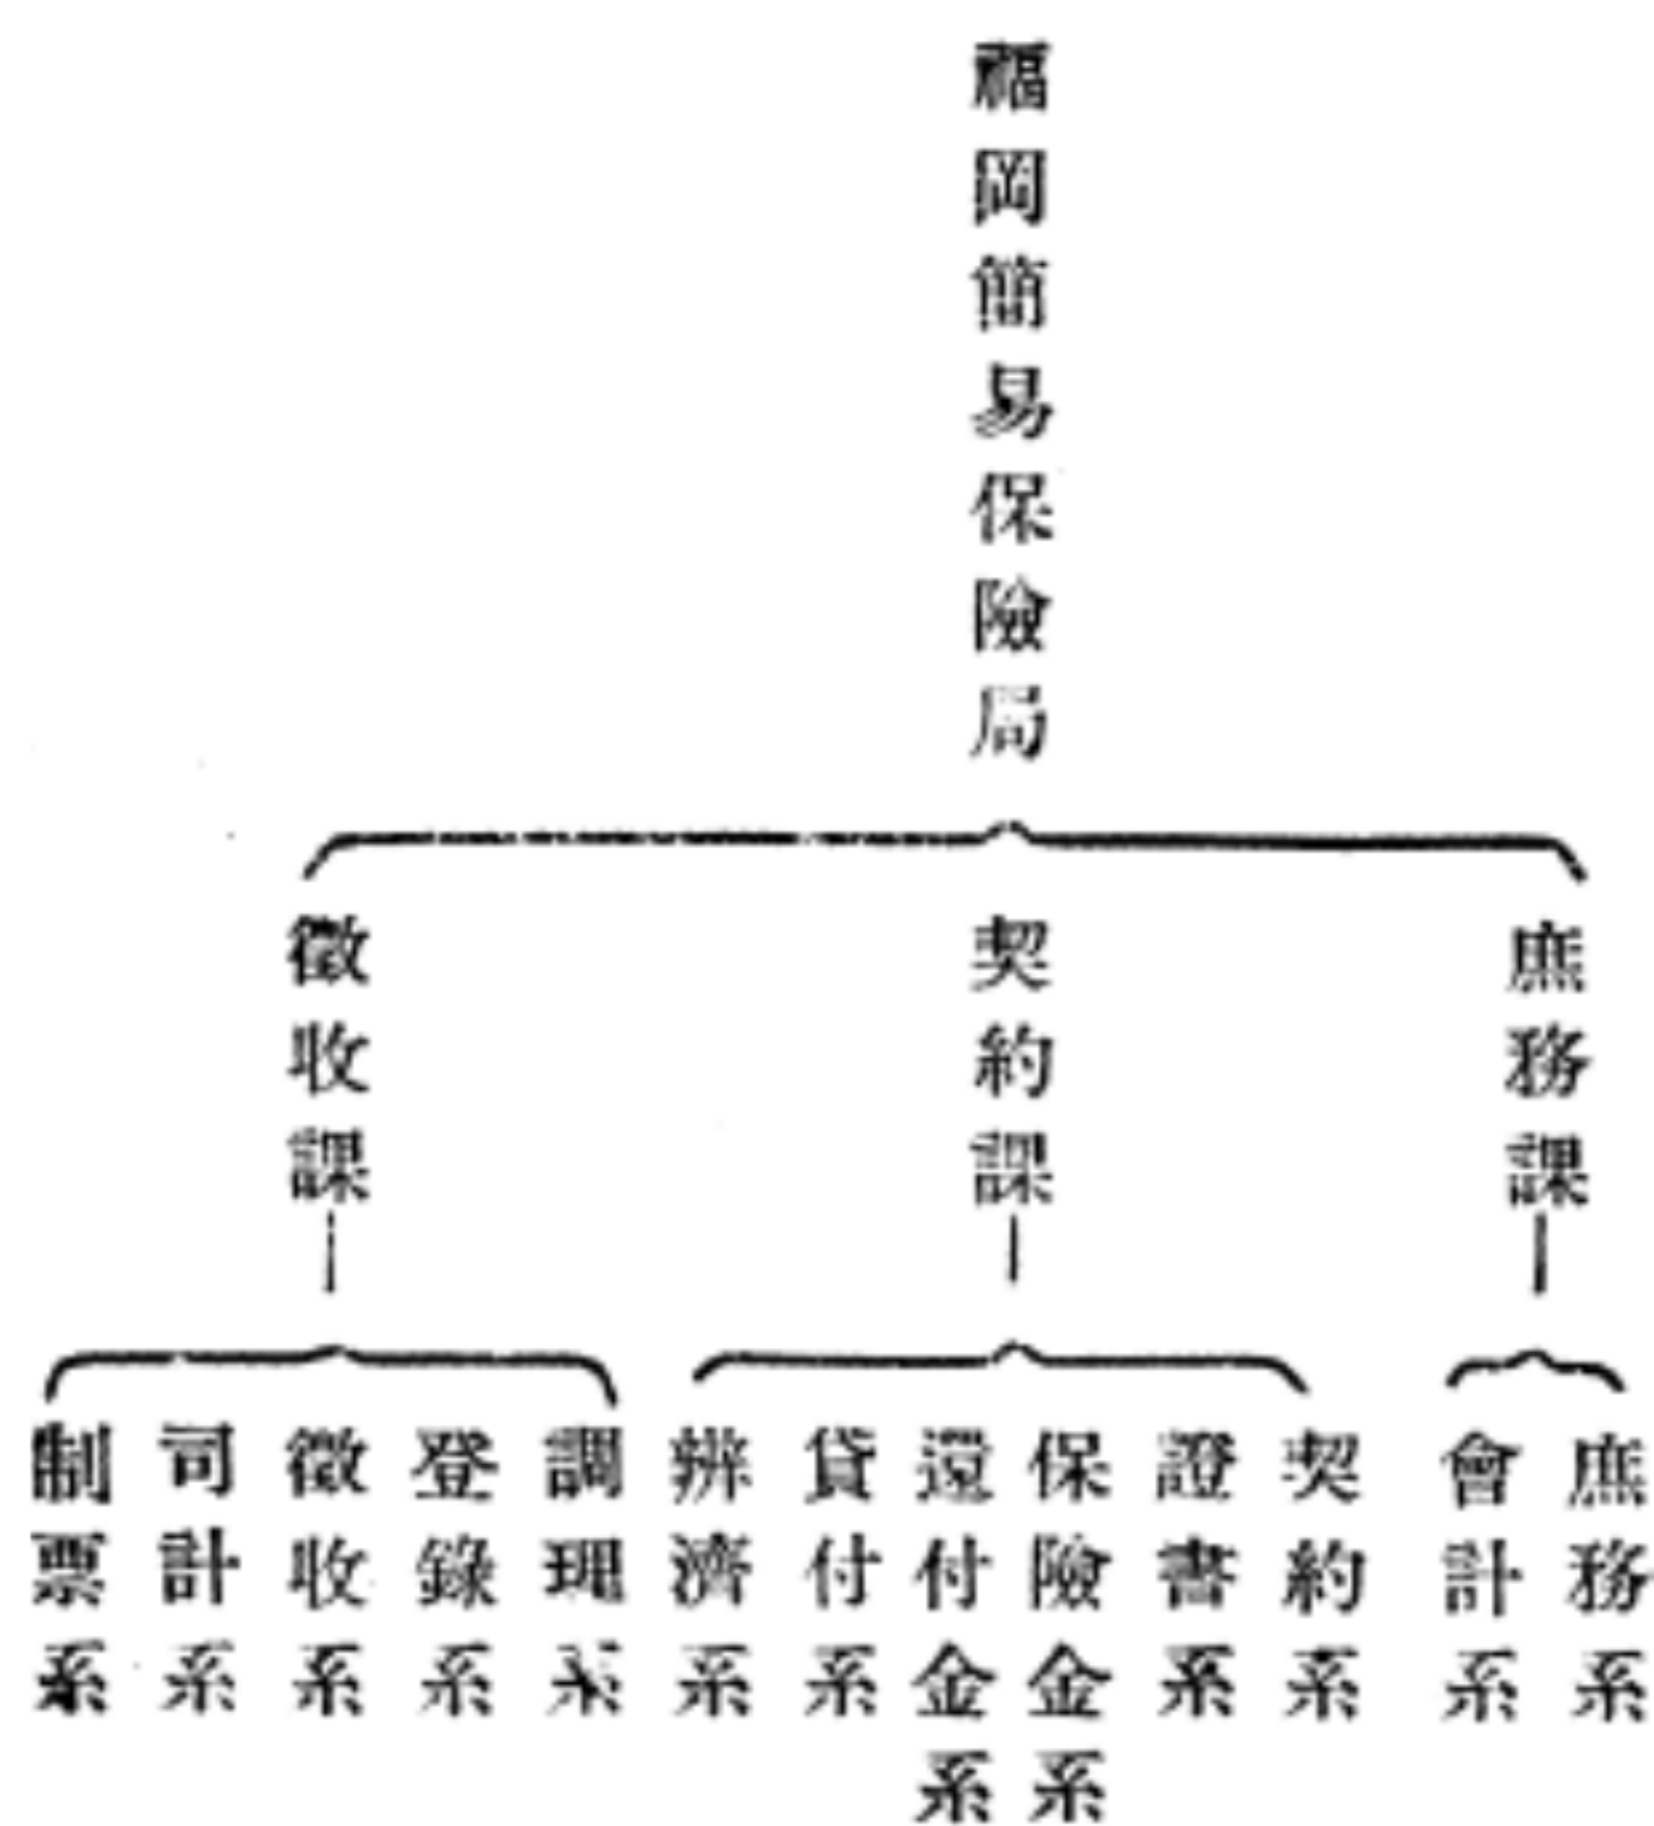 福岡簡易保險局
庶務課
契約課
徵收課
庶務系
會計系
契約系
證書系
保險金系
還付金系
貸付系
辨濟系
調理系
登錄系
徵收系
司計系
制票系